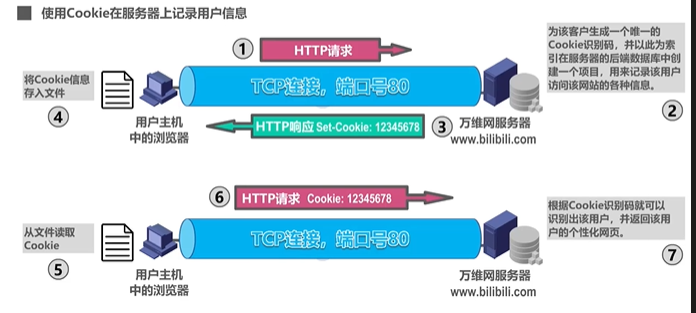 使用Cookie在服务器上记录用户信息
① HTTP请求
为该客户生成一个唯一的
Cookie识别码，并以此为索
引在服务器的后端数据库中创
建一个项目，用来记录该用户
访问该网站的各种信息。
②
将Cookie信息
存入文件
④
TCP连接，端口号80
用户主机
中的浏览器
HTTP响应 Set-Cookie: 12345678 ③
万维网服务器
www.bilibili.com
⑥ HTTP请求 Cookie: 12345678
从文件读取
Cookie
⑤
TCP连接，端口号80
根据Cookie识别码就可以
识别出该用户，并返回该用
户的个性化网页。
⑦
用户主机
中的浏览器
万维网服务器
www.bilibili.com